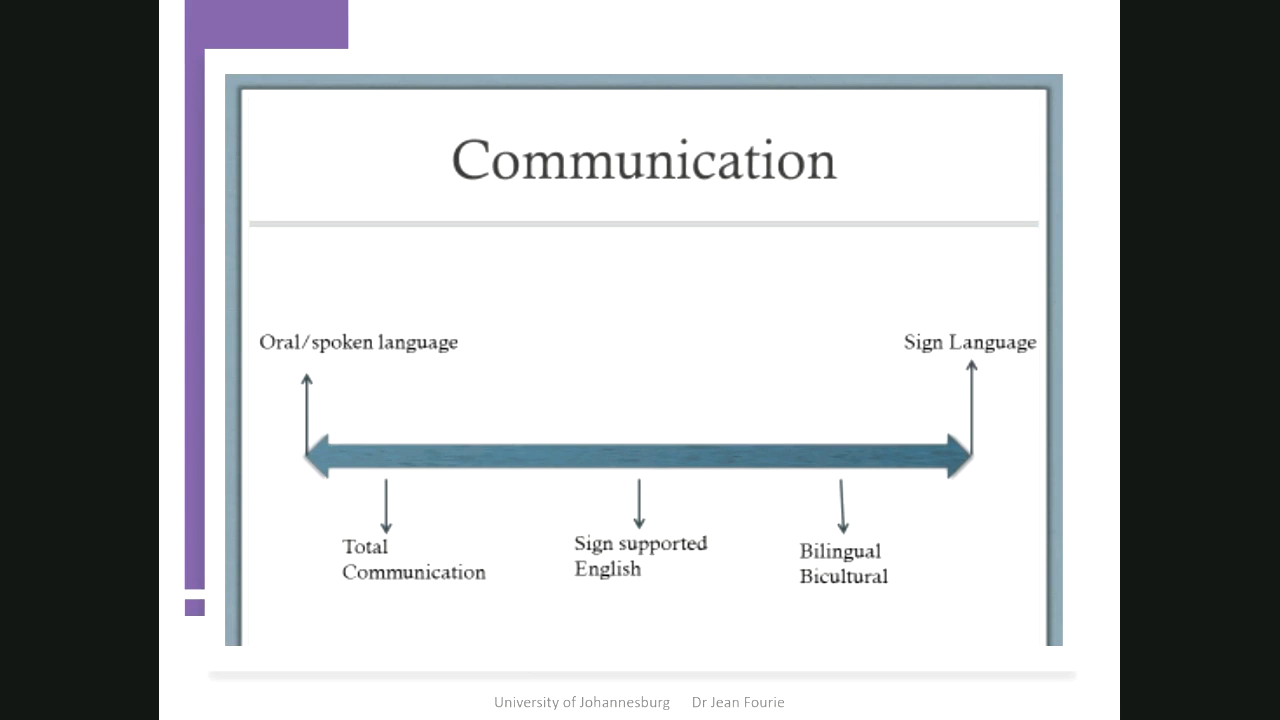 Communication
Oral/spoken language
Sign Language
Total
Communication
Sign supported
English
Bilingual
Bicultural
University of Johannesburg Dr Jean Fourie